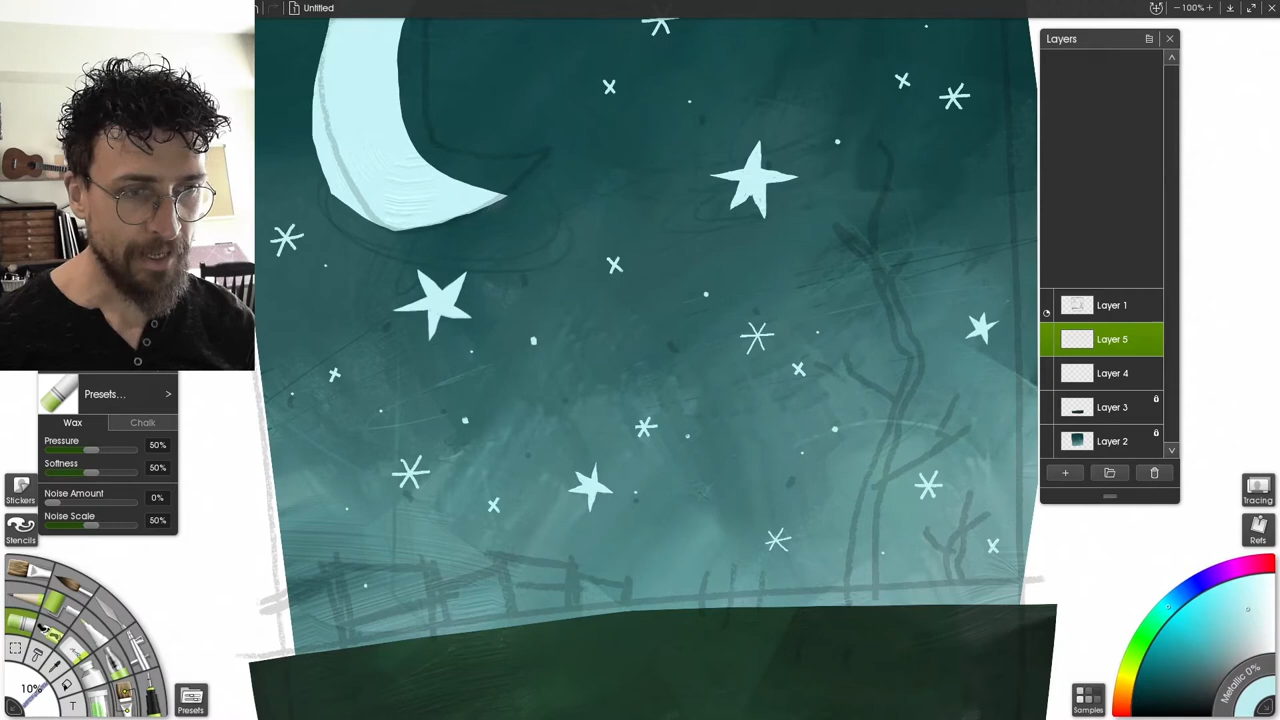 Untitled
100%
Layers
Layer 1
Layer 5
Layer 4
Layer 3
Layer 2
Presets...
Wax
Chalk
Pressure
50%
Softness
50%
Noise Amount
0%
Noise Scale
50%
Stickers
Stencils
10%
T
Presets
Tracing
Refs
Metallic 0%
Samples